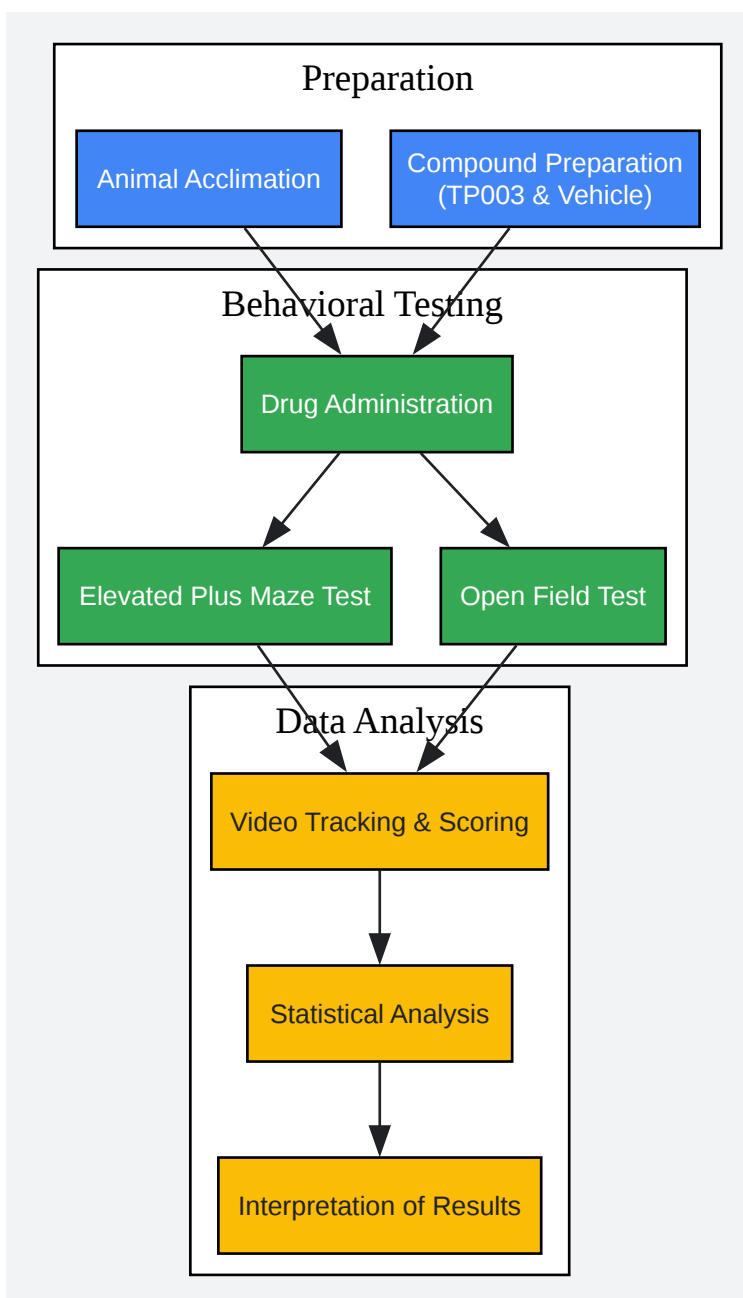 Preparation
Animal Acclimation
Compound Preparation
(TP003 & Vehicle)
Behavioral Testing
Drug Administration
Elevated Plus Maze Test
Open Field Test
Data Analysis
Video Tracking & Scoring
Statistical Analysis
Interpretation of Results